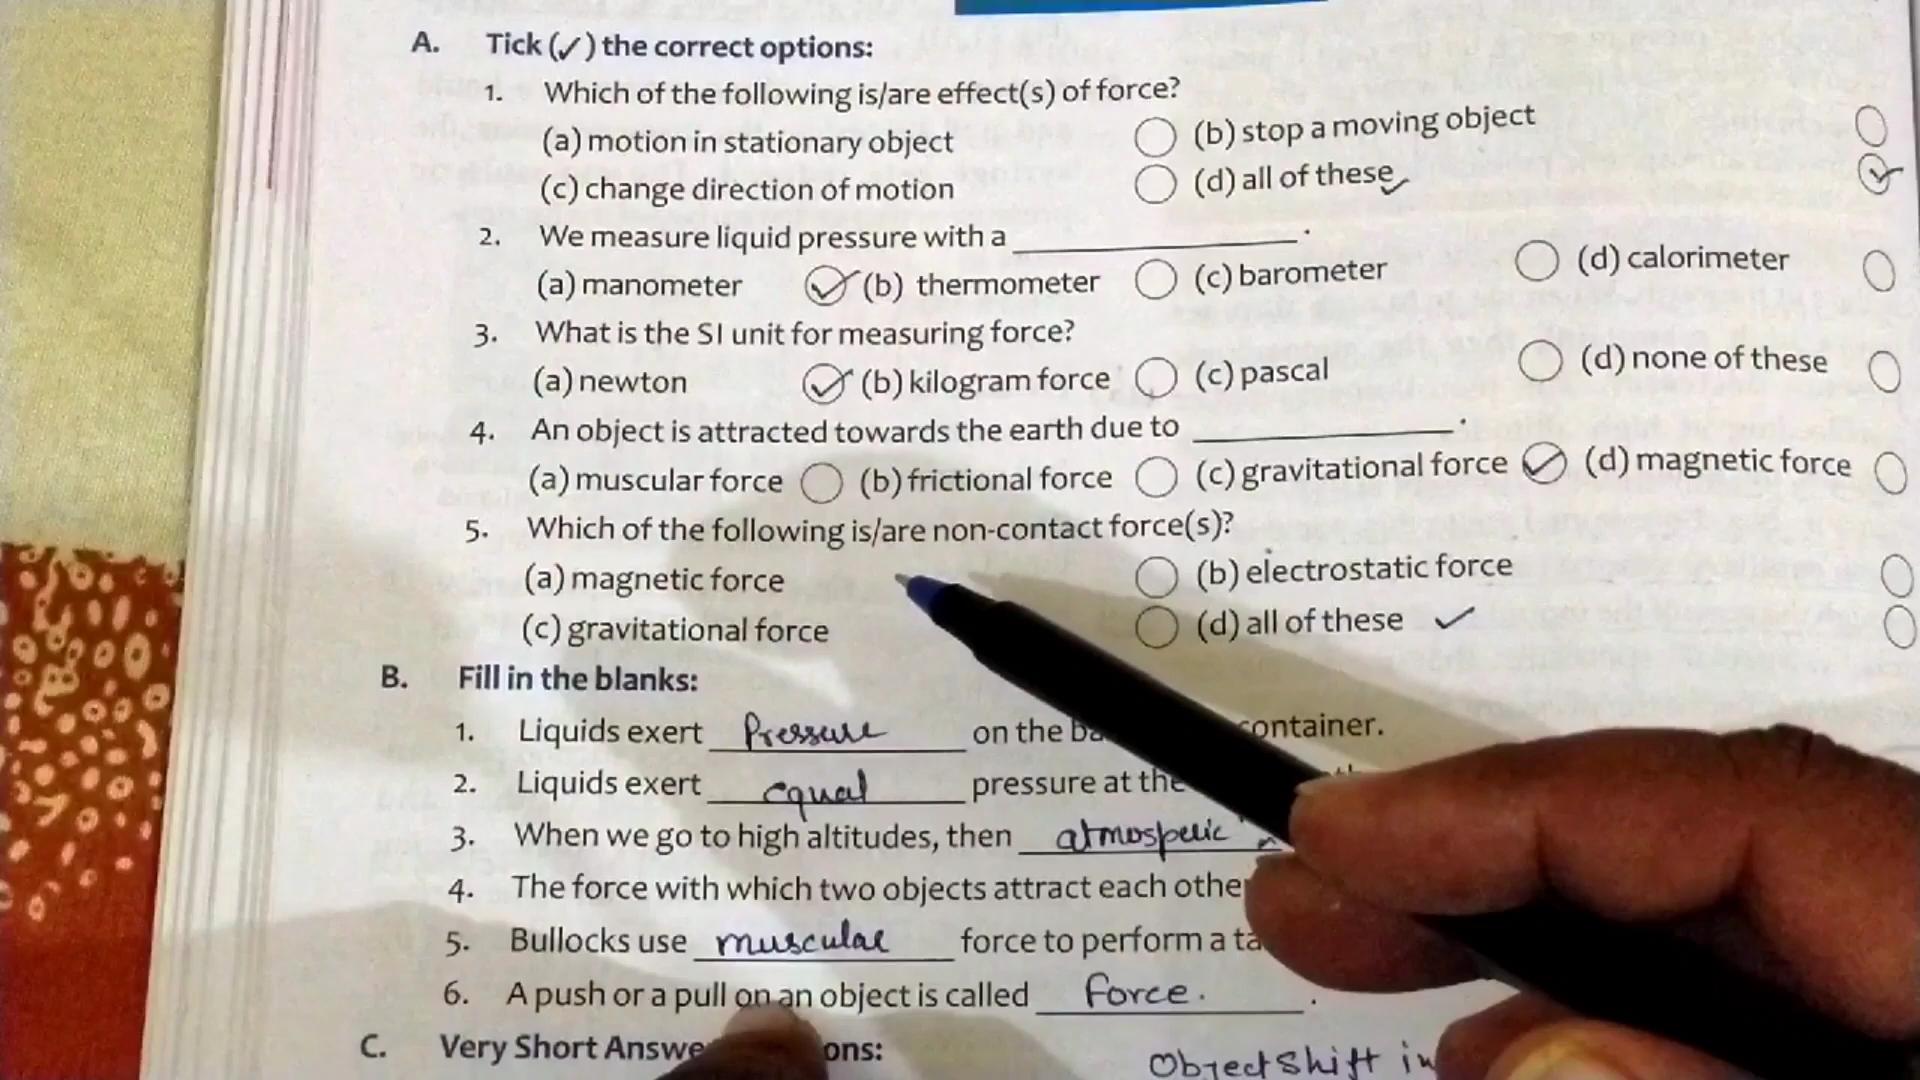 A. Tick (✓) the correct options:
1. Which of the following is/are effect(s) of force?
(a) motion in stationary object (b) stop a moving object
(c) change direction of motion (d) all of these ✓
2. We measure liquid pressure with a ____________.
(a) manometer ✓ (b) thermometer (c) barometer (d) calorimeter
3. What is the SI unit for measuring force?
(a) newton ✓ (b) kilogram force (c) pascal (d) none of these
4. An object is attracted towards the earth due to ____________.
(a) muscular force (b) frictional force (c) gravitational force ✓ (d) magnetic force
5. Which of the following is/are non-contact force(s)?
(a) magnetic force (b) electrostatic force
(c) gravitational force (d) all of these ✓
B. Fill in the blanks:
1. Liquids exert Pressure on the container.
2. Liquids exert equal pressure at the
3. When we go to high altitudes, then atmosperic
4. The force with which two objects attract each othe
5. Bullocks use muscular force to perform a ta
6. A push or a pull on an object is called force.
C. Very Short Answe ons:
Object shift in